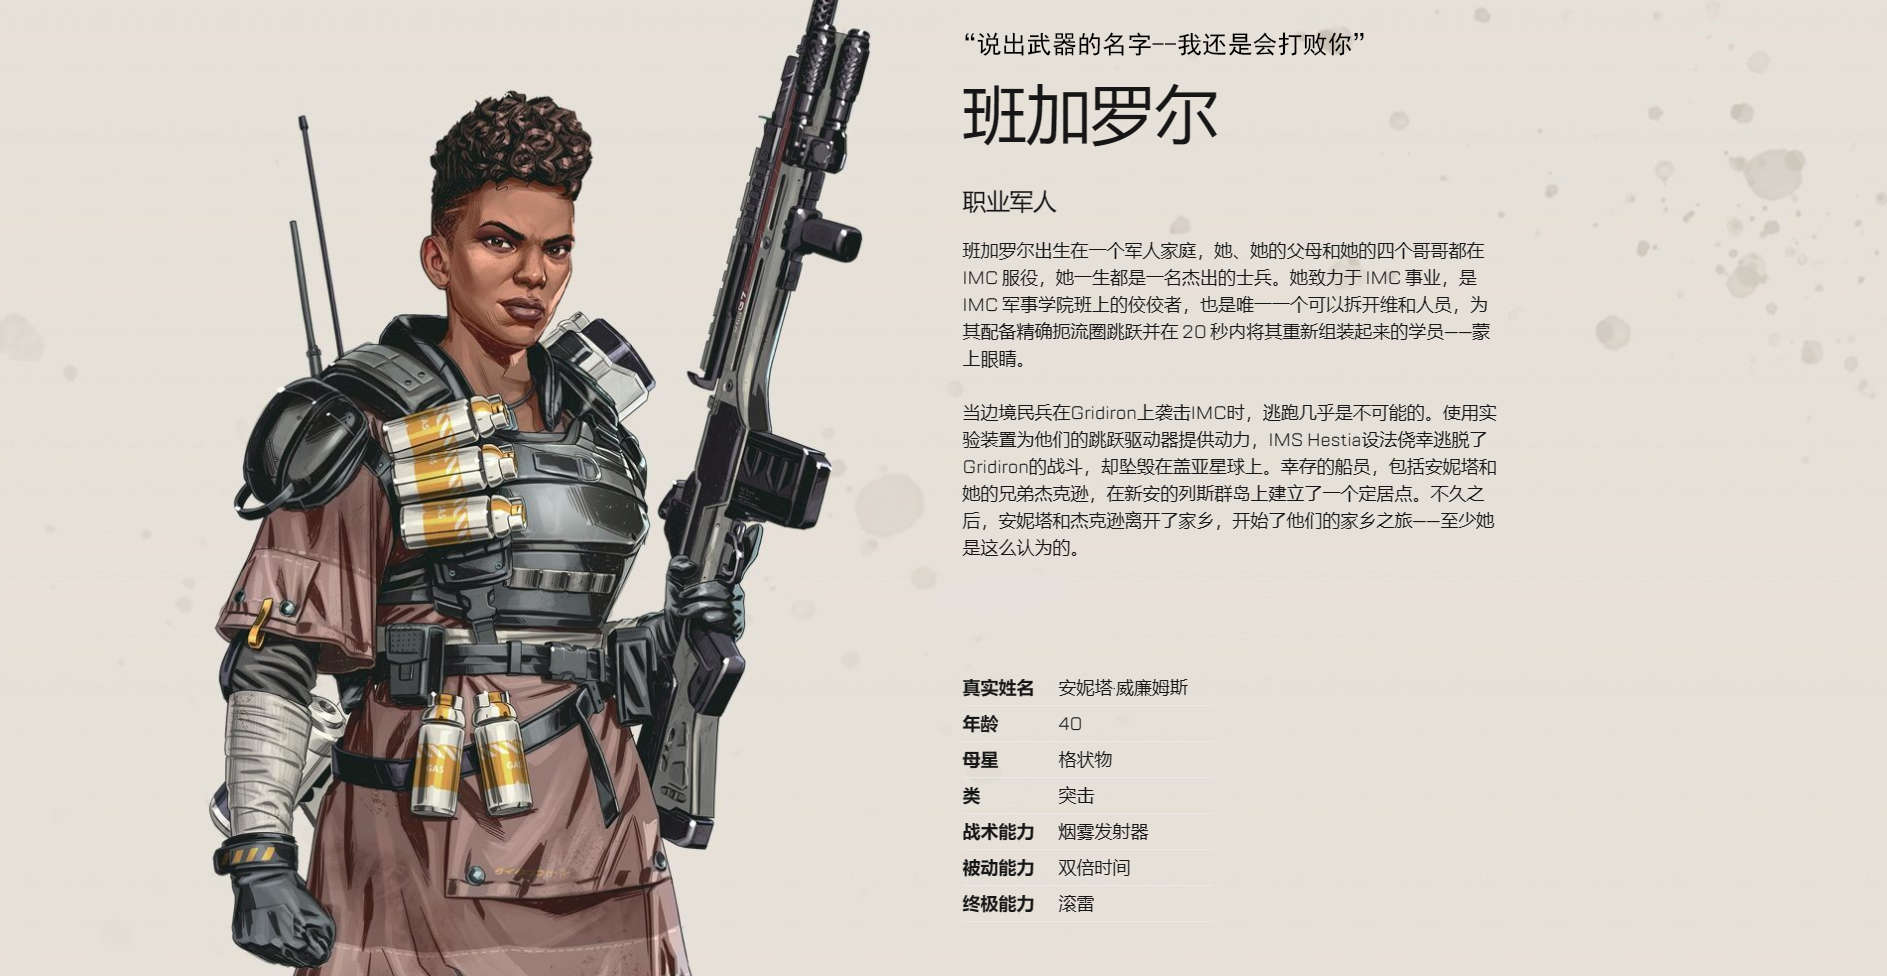 “说出武器的名字--我还是会打败你”
班加罗尔
职业军人
班加罗尔出生在一个军人家庭，她、她的父母和她的四个哥哥都在
IMC 服役，她一生都是一名杰出的士兵。她致力于 IMC 事业，是
IMC 军事学院班上的佼佼者，也是唯一一个可以拆开维和人员，为
其配备精确扼流圈跳跃并在 20 秒内将其重新组装起来的学员——蒙
上眼睛。
当边境民兵在Gridiron上袭击IMC时，逃跑几乎是不可能的。使用实
验装置为他们的跳跃驱动器提供动力，IMS Hestia设法侥幸逃脱了
Gridiron的战斗，却坠毁在盖亚星球上。幸存的船员，包括安妮塔和
她的兄弟杰克逊，在新安的列斯群岛上建立了一个定居点。不久之
后，安妮塔和杰克逊离开了家乡，开始了他们的家乡之旅——至少她
是这么认为的。
真实姓名 安妮塔·威廉姆斯
年龄 40
母星 格状物
类 突击
战术能力 烟雾发射器
被动能力 双倍时间
终极能力 滚雷
GAS
GAS
GAS
GAS